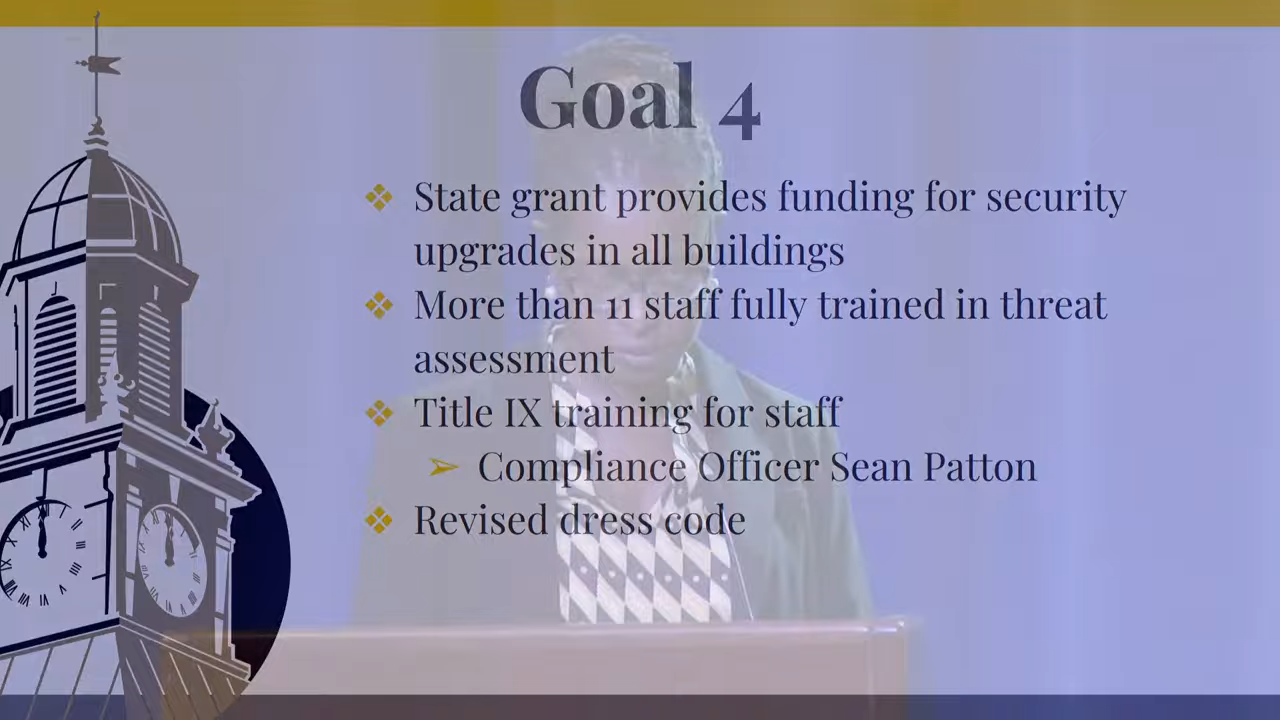 Goal 4
State grant provides funding for security
upgrades in all buildings
More than 11 staff fully trained in threat
assessment
Title IX training for staff
Compliance Officer Sean Patton
Revised dress code